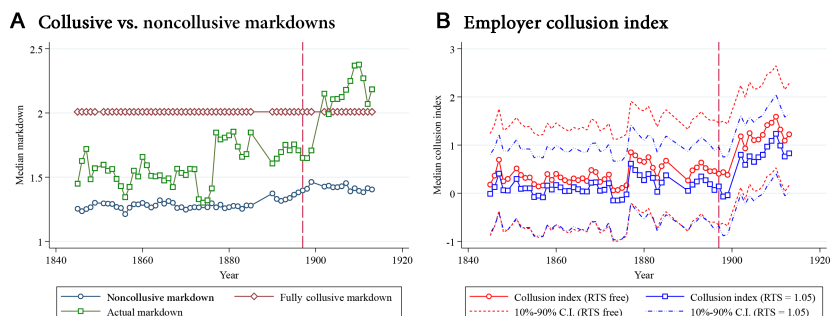 A Collusive vs. noncollusive markdowns
2.5
2
1.5
1
Median markdown
1840 1860 1880 1900 1920
Year
Noncollusive markdown Fully collusive markdown
Actual markdown
B Employer collusion index
3
2
1
0
-1
Median collusion index
1840 1860 1880 1900 1920
Year
Collusion index (RTS free) Collusion index (RTS = 1.05)
10%-90% C.I. (RTS free) 10%-90% C.I. (RTS = 1.05)